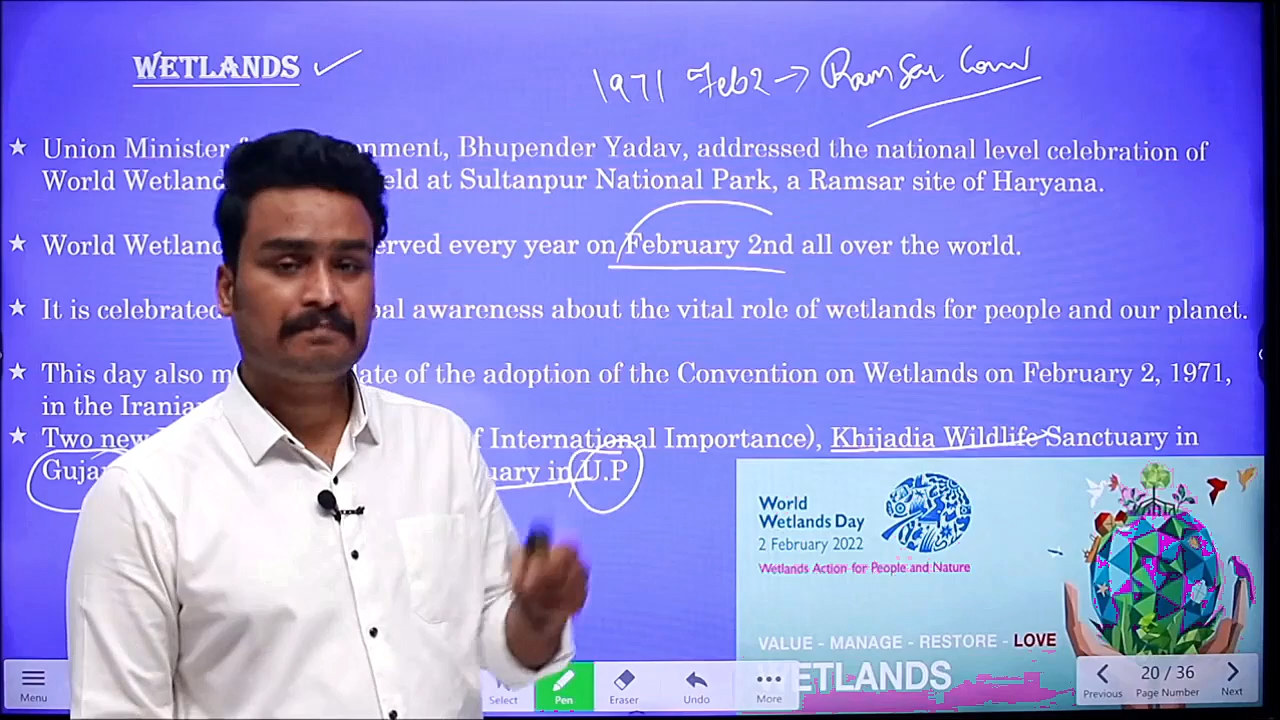 WETLANDS
1971 Feb 2 → Ramsar Conv
★ Union Minister f nment, Bhupender Yadav, addressed the national level celebration of
World Wetland eld at Sultanpur National Park, a Ramsar site of Haryana.
★ World Wetland erved every year on February 2nd all over the world.
★ It is celebrated bal awareness about the vital role of wetlands for people and our planet.
★ This day also m ate of the adoption of the Convention on Wetlands on February 2, 1971,
in the Irania
★ Two new f International Importance), Khijadia Wildlife Sanctuary in
Guja uary in U.P
World
Wetlands Day
2 February 2022
Wetlands Action for People and Nature
VALUE - MANAGE - RESTORE - LOVE
WETLANDS
Menu
Select
Pen
Eraser
Undo
More
Previous
20 / 36
Page Number
Next